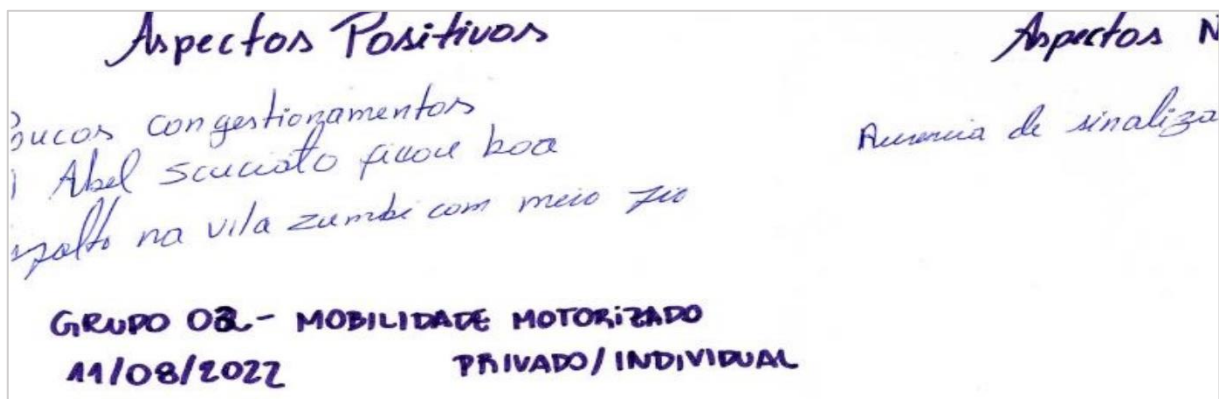 Aspectos Positivos
Aspectos N
oucos congestionamentos
Abel scuciato ficou boa
Ausencia de sinaliza
sfalto na vila zumbi com meio fio
GRUPO 02 - MOBILIDADE MOTORIZADO
11/08/2022 PRIVADO/INDIVIDUAL